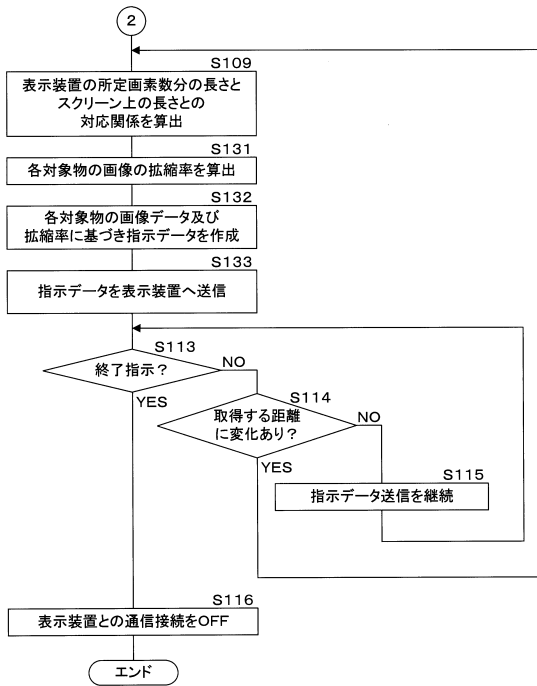 2
S109
表示装置の所定画素数分の長さと
スクリーン上の長さとの
対応関係を算出
S131
各対象物の画像の拡縮率を算出
S132
各対象物の画像データ及び
拡縮率に基づき指示データを作成
S133
指示データを表示装置へ送信
S113
終了指示？
NO
YES
S114
取得する距離
に変化あり？
NO
YES
S115
指示データ送信を継続
S116
表示装置との通信接続をOFF
エンド